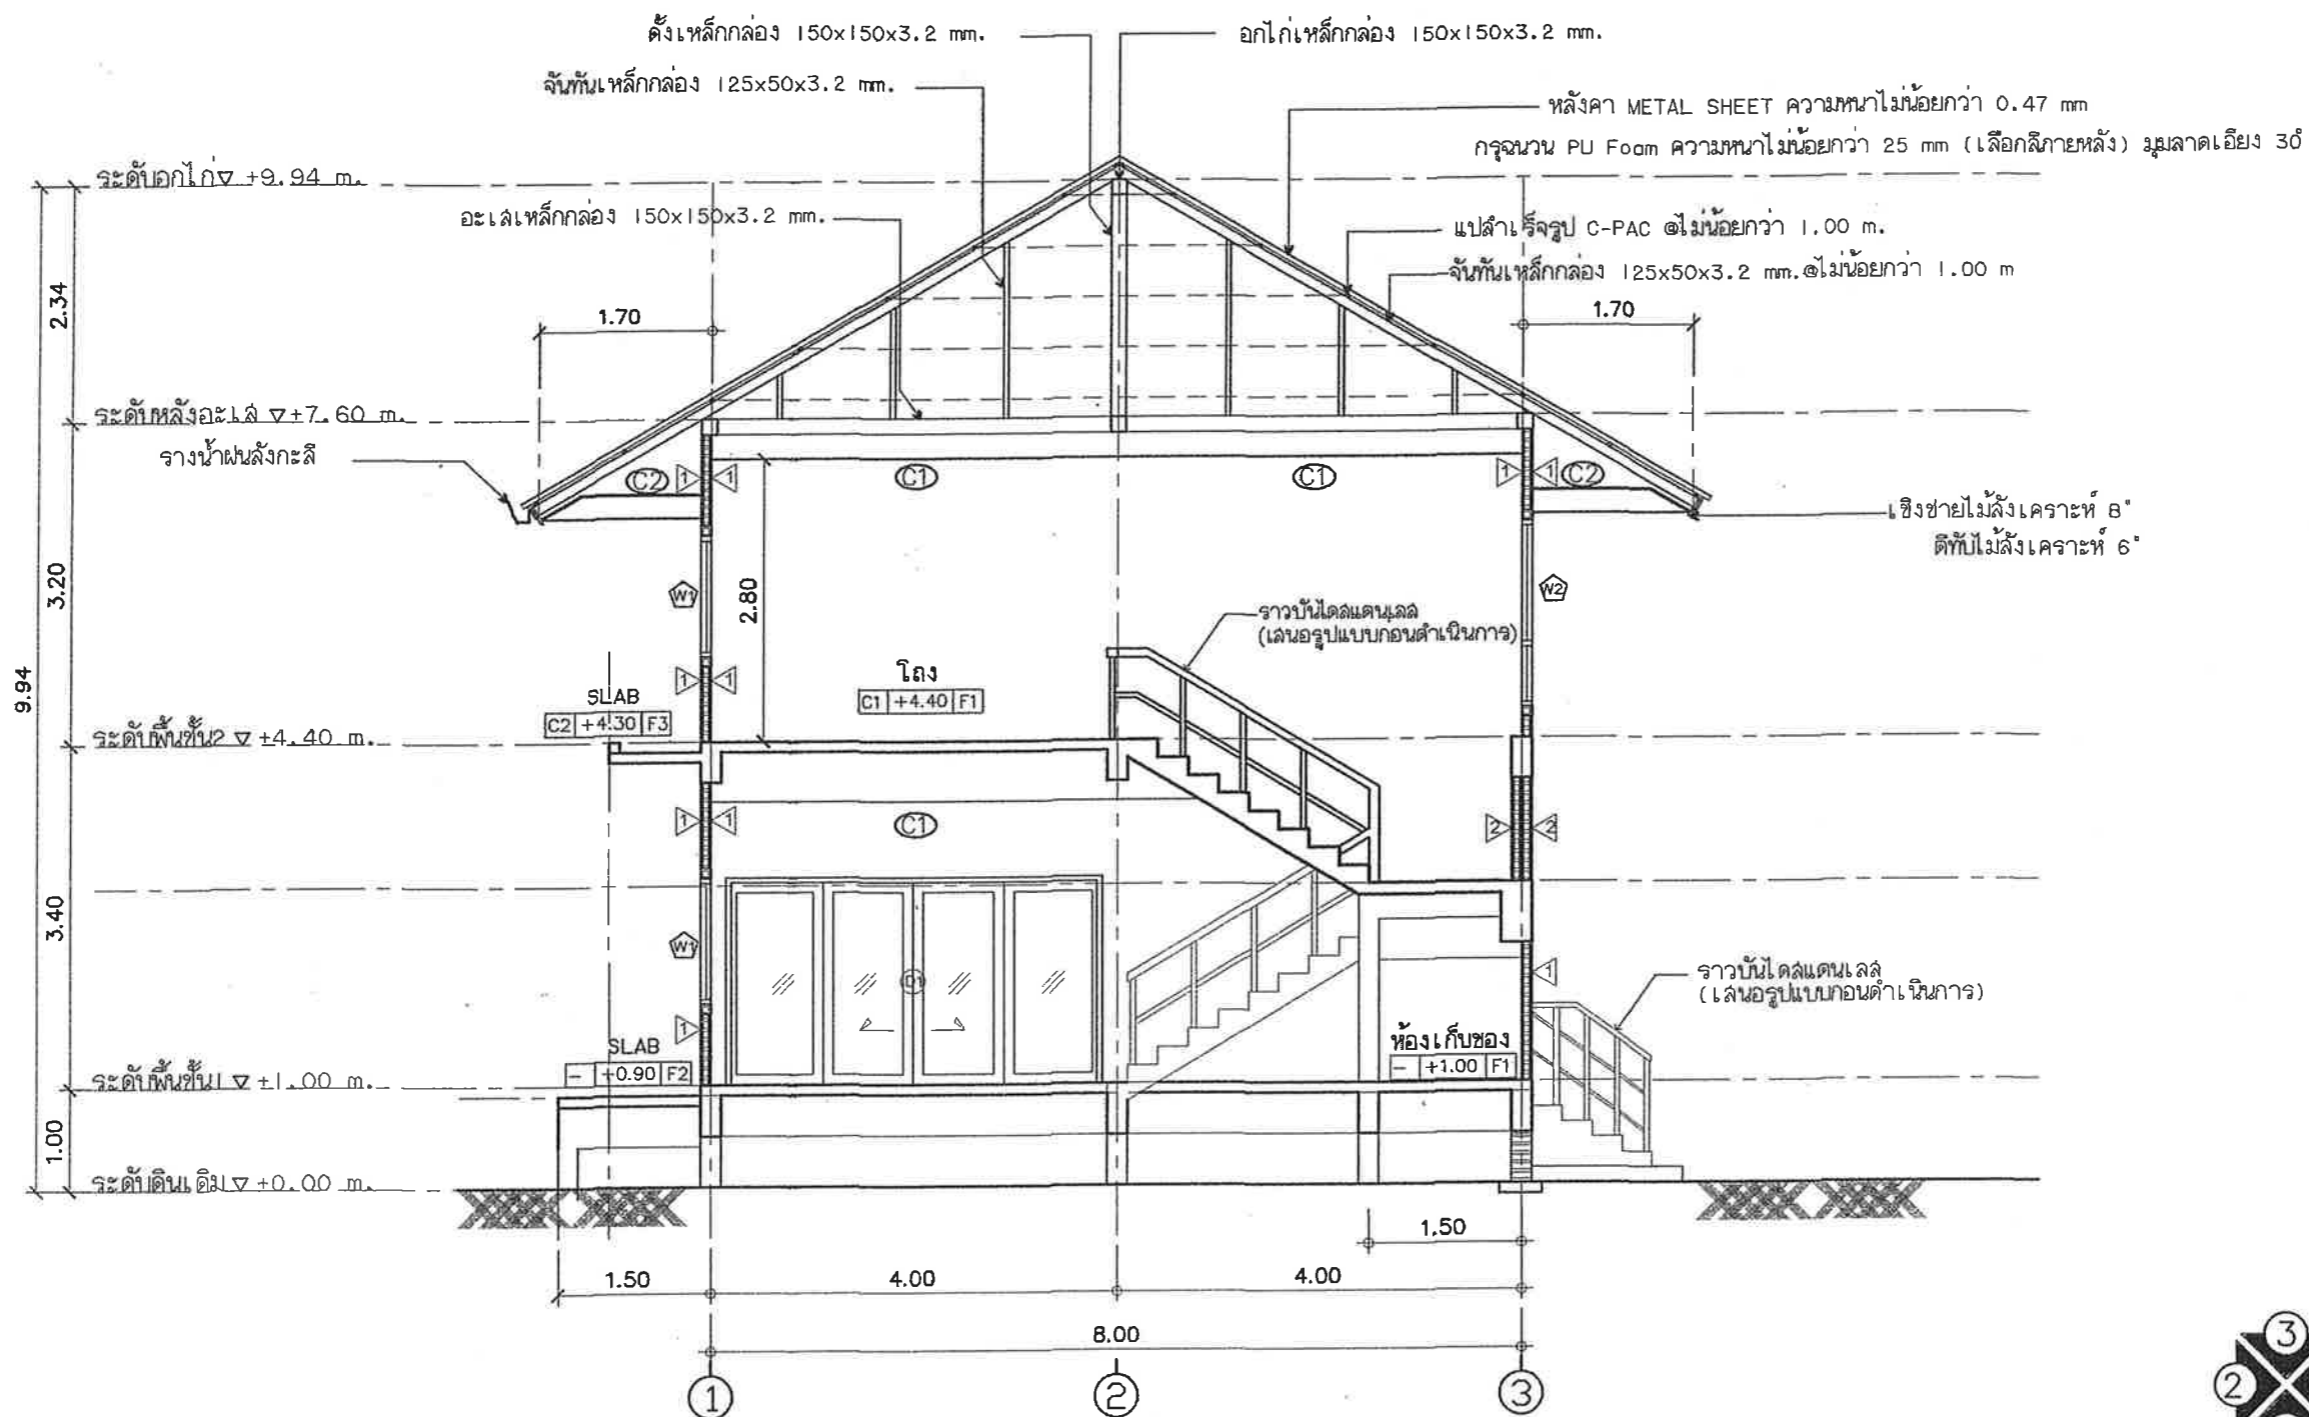 ดั้งเหล็กกล่อง 150x150x3.2 mm.
อกไก่เหล็กกล่อง 150x150x3.2 mm.
จันทันเหล็กกล่อง 125x50x3.2 mm.
หลังคา METAL SHEET ความหนาไม่น้อยกว่า 0.47 mm
กรุฉนวน PU Foam ความหนาไม่น้อยกว่า 25 mm (เลือกสีภายหลัง) มุมลาดเอียง 30°
ระดับอกไก่ +9.94 m.
อะเสเหล็กกล่อง 150x150x3.2 mm.
แปสำเร็จรูป C-PAC @ไม่น้อยกว่า 1.00 m.
จันทันเหล็กกล่อง 125x50x3.2 mm.@ไม่น้อยกว่า 1.00 m
2.34
1.70
1.70
ระดับหลังอะเส +7.60 m.
รางน้ำฝนสังกะสี
C2 1 1 C1 C1 1 1 C2
เชิงชายไม้สังเคราะห์ 8"
ตีทับไม้สังเคราะห์ 6"
3.20
9.94
2.80
W1
W2
ราวบันไดสแตนเลส
(เสนอรูปแบบก่อนดำเนินการ)
โถง
C1 +4.40 F1
1 1
SLAB
C2 +4.30 F3
ระดับพื้นชั้น2 +4.40 m.
1 1
C1
2 2
3.40
W1
D1
1
ราวบันไดสแตนเลส
(เสนอรูปแบบก่อนดำเนินการ)
1
SLAB
- +0.90 F2
ห้องเก็บของ
- +1.00 F1
ระดับพื้นชั้น1 +1.00 m.
1.00
ระดับดินเดิม +0.00 m.
1.50
1.50
4.00
4.00
8.00
1
2
3
3
2